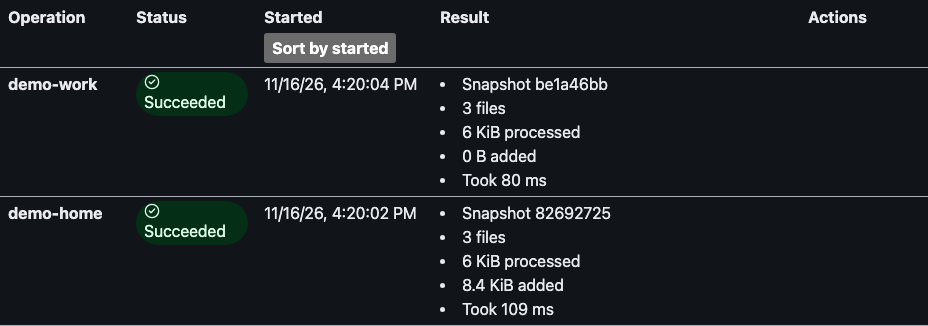 Operation Status Started Result Actions
Sort by started
demo-work Succeeded 11/16/26, 4:20:04 PM • Snapshot be1a46bb
• 3 files
• 6 KiB processed
• 0 B added
• Took 80 ms
demo-home Succeeded 11/16/26, 4:20:02 PM • Snapshot 82692725
• 3 files
• 6 KiB processed
• 8.4 KiB added
• Took 109 ms